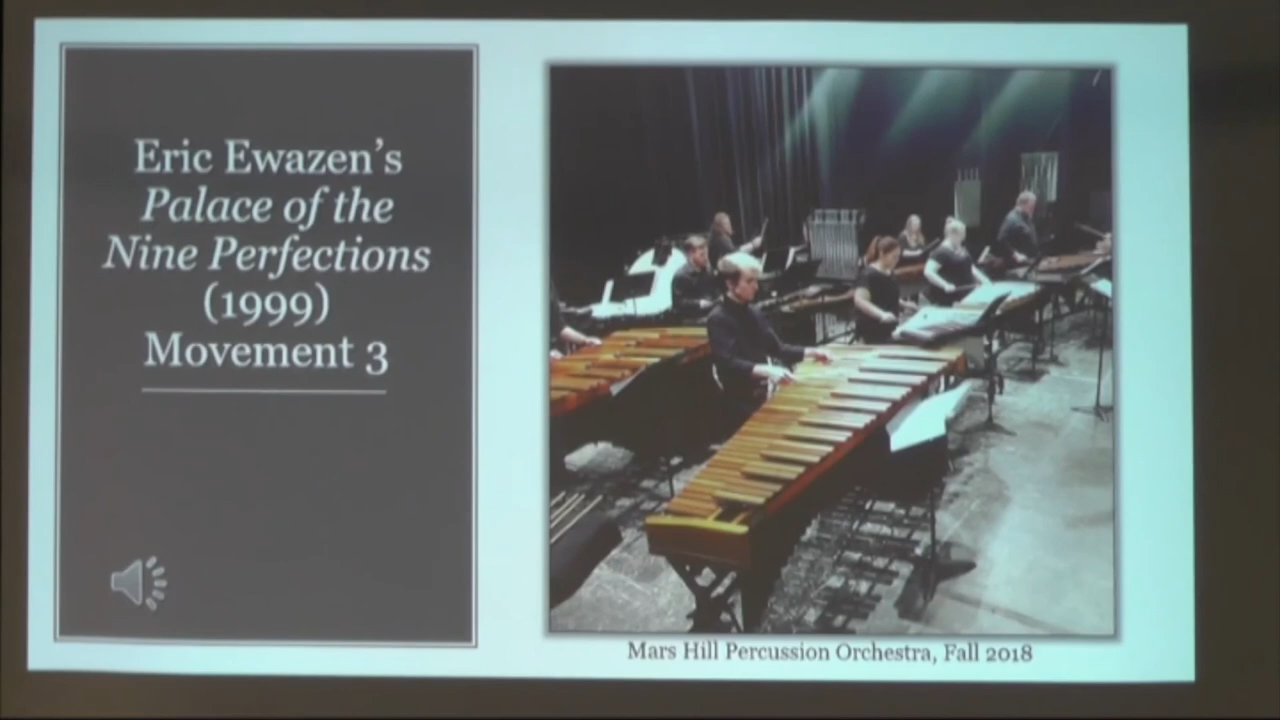 Eric Ewazen’s
Palace of the
Nine Perfections
(1999)
Movement 3
Mars Hill Percussion Orchestra, Fall 2018